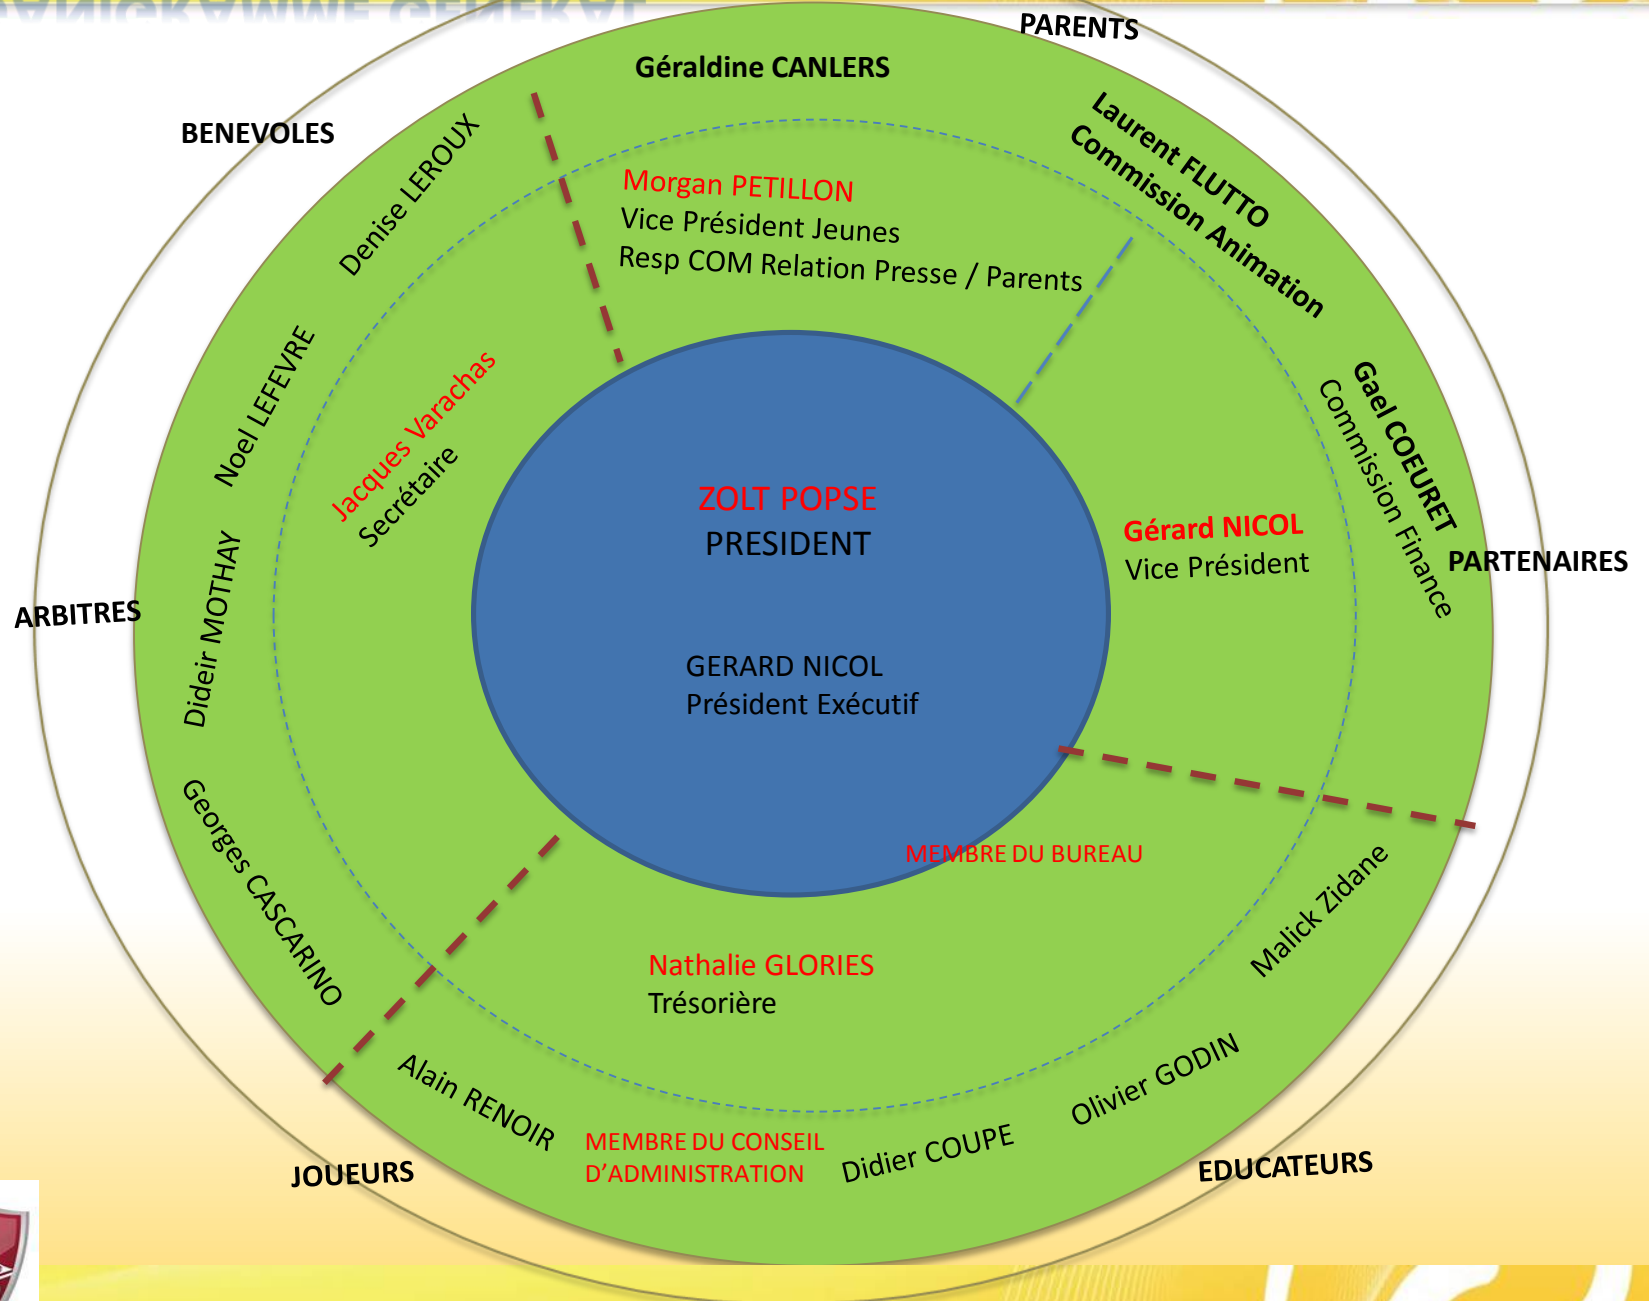 PARENTS
Géraldine CANLERS
BENEVOLES
Denise LEROUX
Laurent FLUTTO
Commission Animation
Morgan PETILLON
Vice Président Jeunes
Resp COM Relation Presse / Parents
Noel LEFEVRE
Jacques Varachas
Secrétaire
Gael COEURET
Commission Finance
ZOLT POPSE
PRESIDENT
Gérard NICOL
Vice Président
PARTENAIRES
ARBITRES
Dideir MOTHAY
GERARD NICOL
Président Exécutif
Georges CASCARINO
MEMBRE DU BUREAU
Malick Zidane
Nathalie GLORIES
Trésorière
Alain RENOIR
Olivier GODIN
MEMBRE DU CONSEIL
D'ADMINISTRATION
Didier COUPE
JOUEURS
EDUCATEURS